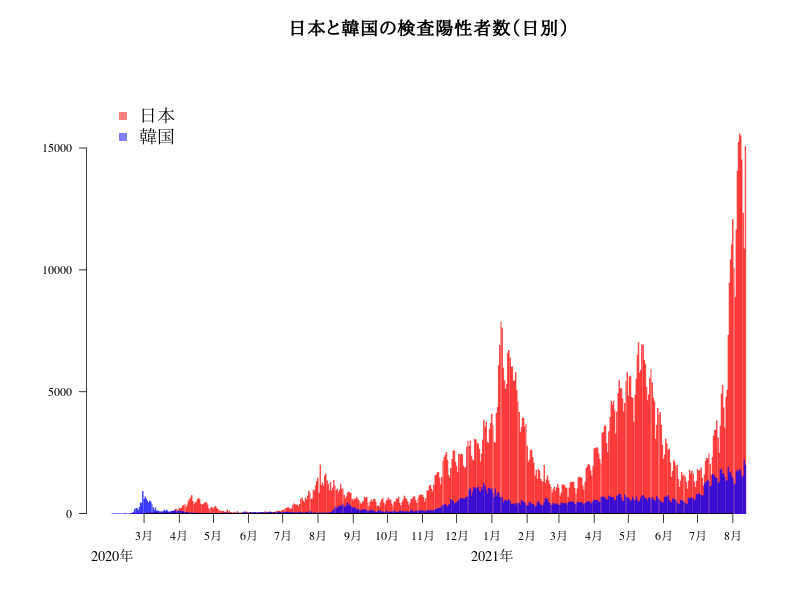 日本と韓国の検査陽性者数（日別）
日本
韓国
15000
10000
5000
0
3月 4月 5月 6月 7月 8月 9月 10月 11月 12月 1月 2月 3月 4月 5月 6月 7月 8月
2020年 2021年